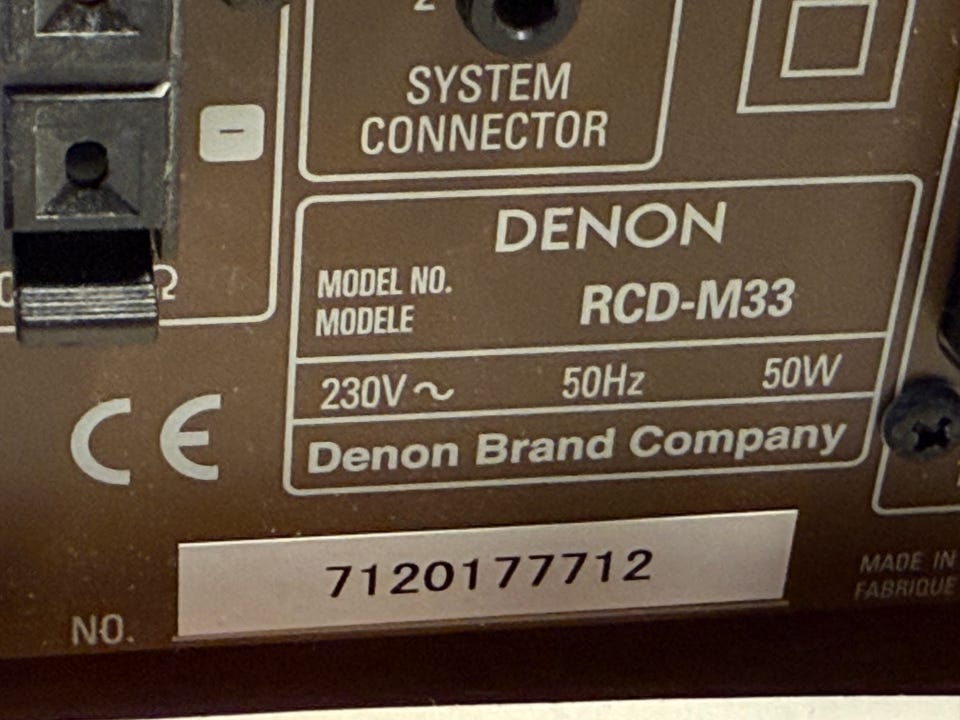 2
SYSTEM
CONNECTOR
−
Ω
DENON
MODEL NO.
MODELE
RCD-M33
230V～ 50Hz 50W
Denon Brand Company
CE
NO. 7120177712
MADE IN
FABRIQUE